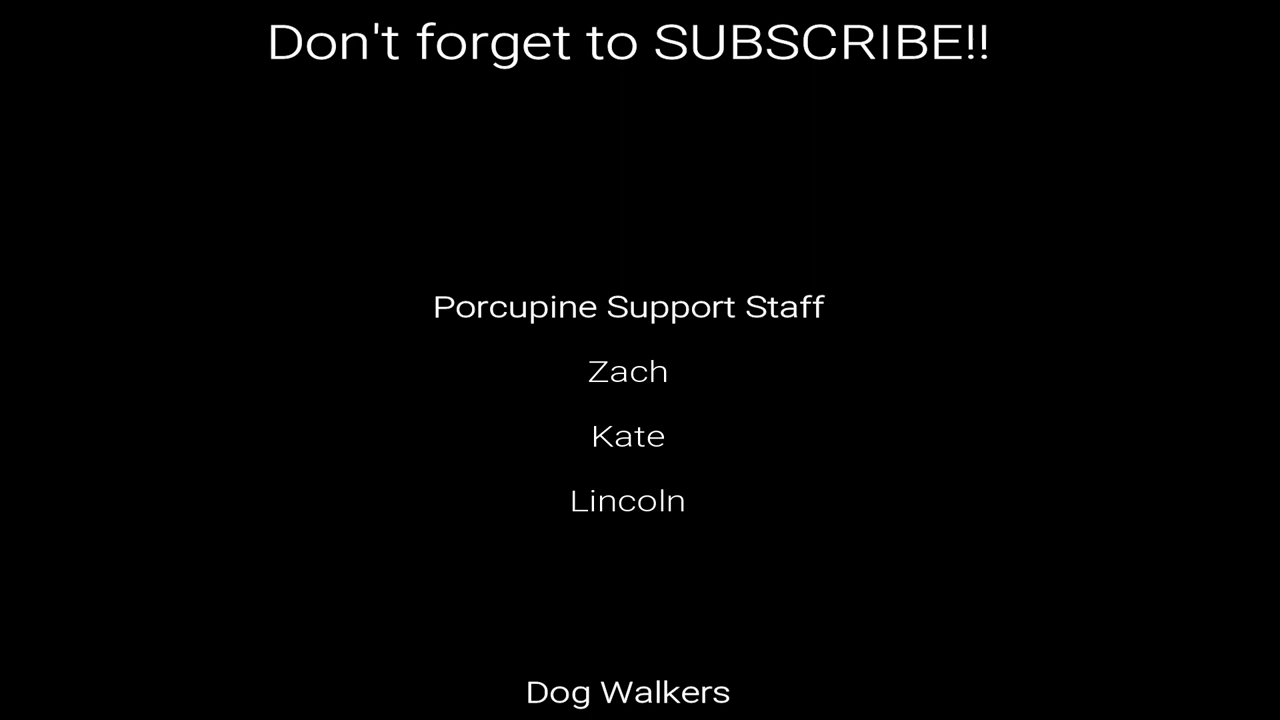 Don't forget to SUBSCRIBE!!
Porcupine Support Staff
Zach
Kate
Lincoln
Dog Walkers